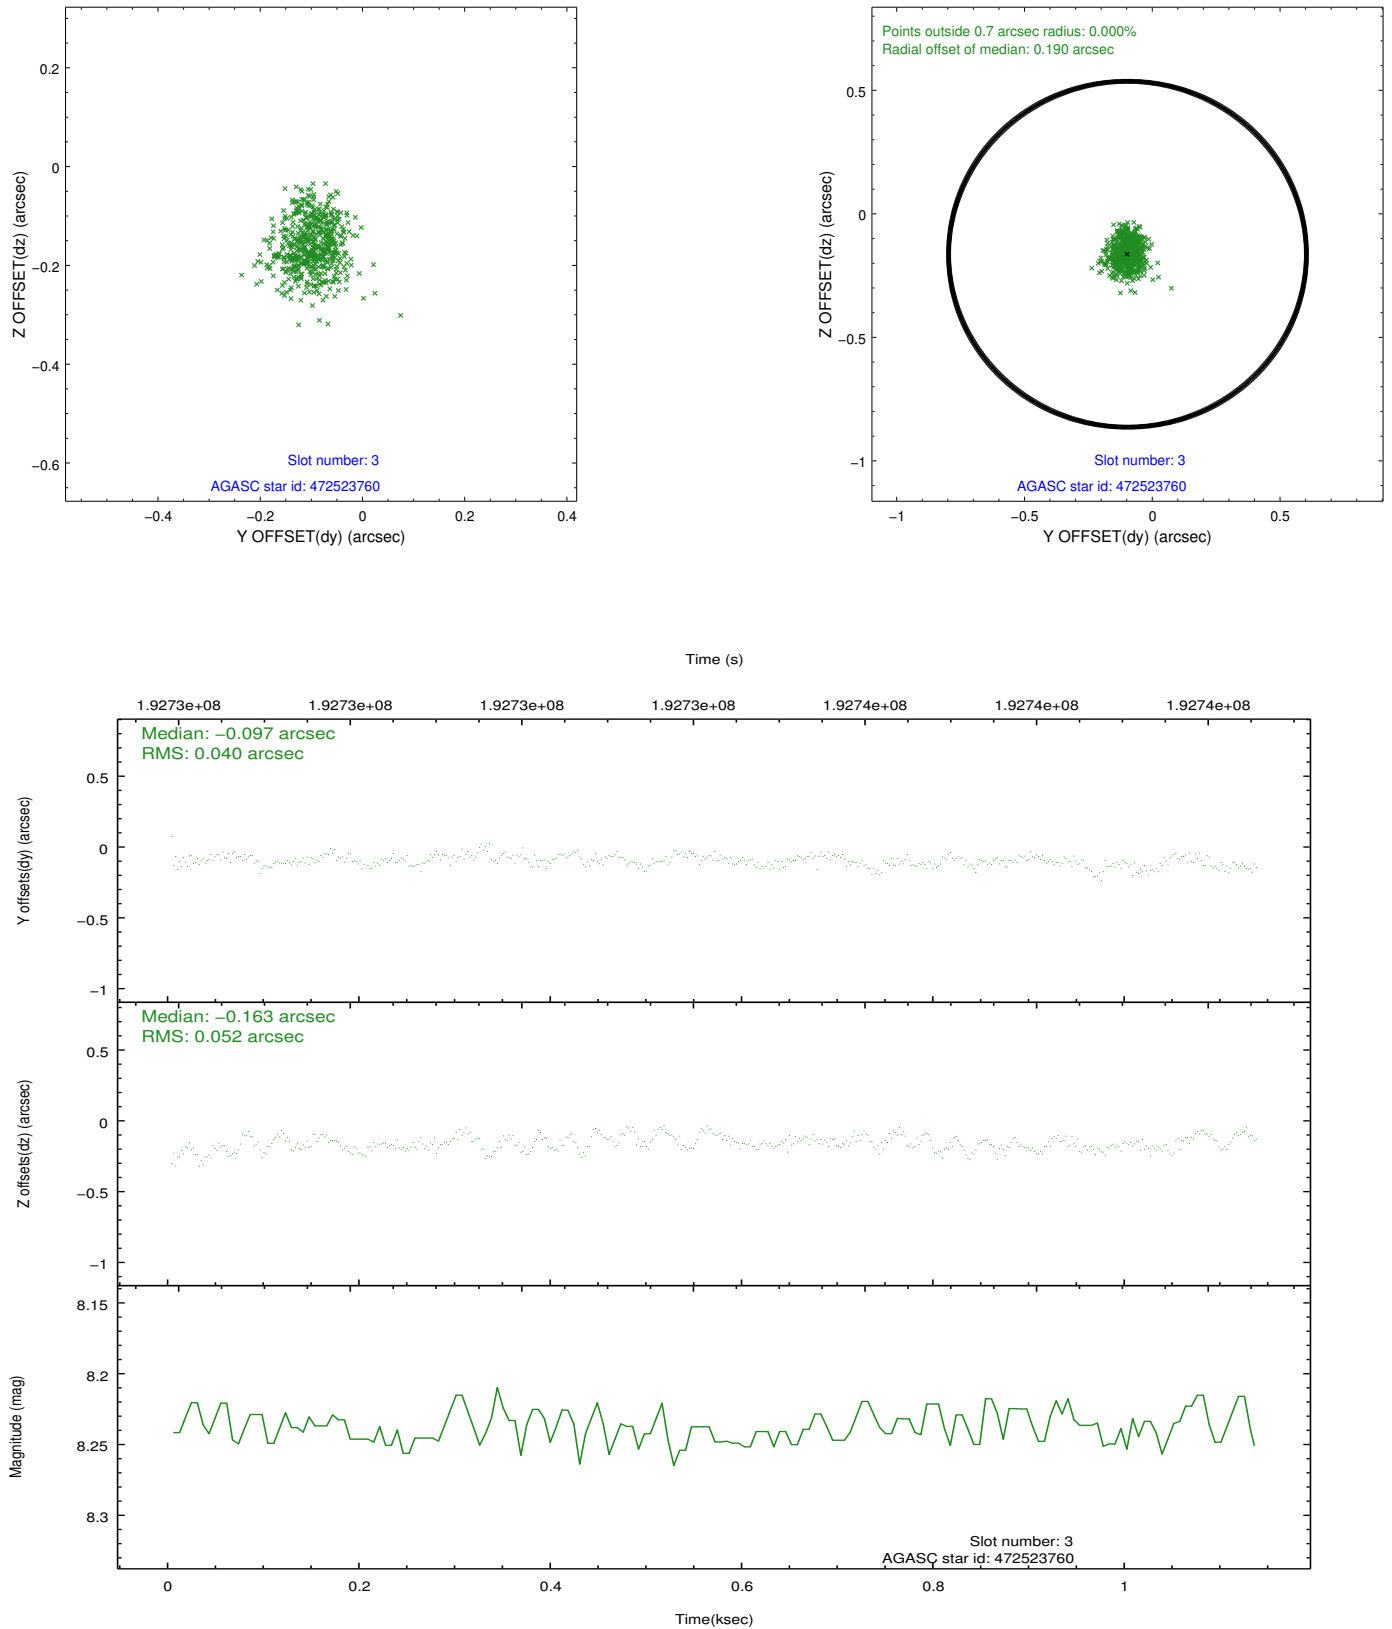 0.2
0
−0.2
−0.4
−0.6
Z OFFSET(dz) (arcsec)
Slot number: 3
AGASC star id: 472523760
−0.4
−0.2
0
0.2
0.4
Y OFFSET(dy) (arcsec)
Points outside 0.7 arcsec radius: 0.000%
Radial offset of median: 0.190 arcsec
0.5
0
−0.5
−1
Z OFFSET(dz) (arcsec)
Slot number: 3
AGASC star id: 472523760
−1
−0.5
0
0.5
Y OFFSET(dy) (arcsec)
Time (s)
1.9273e+08
1.9273e+08
1.9273e+08
1.9273e+08
1.9274e+08
1.9274e+08
1.9274e+08
Median: −0.097 arcsec
RMS: 0.040 arcsec
0.5
0
−0.5
−1
Y offsets(dy) (arcsec)
Median: −0.163 arcsec
RMS: 0.052 arcsec
0.5
0
−0.5
−1
Z offsets(dz) (arcsec)
8.15
8.2
8.25
8.3
Magnitude (mag)
Slot number: 3
AGASC star id: 472523760
0
0.2
0.4
0.6
0.8
1
Time(ksec)